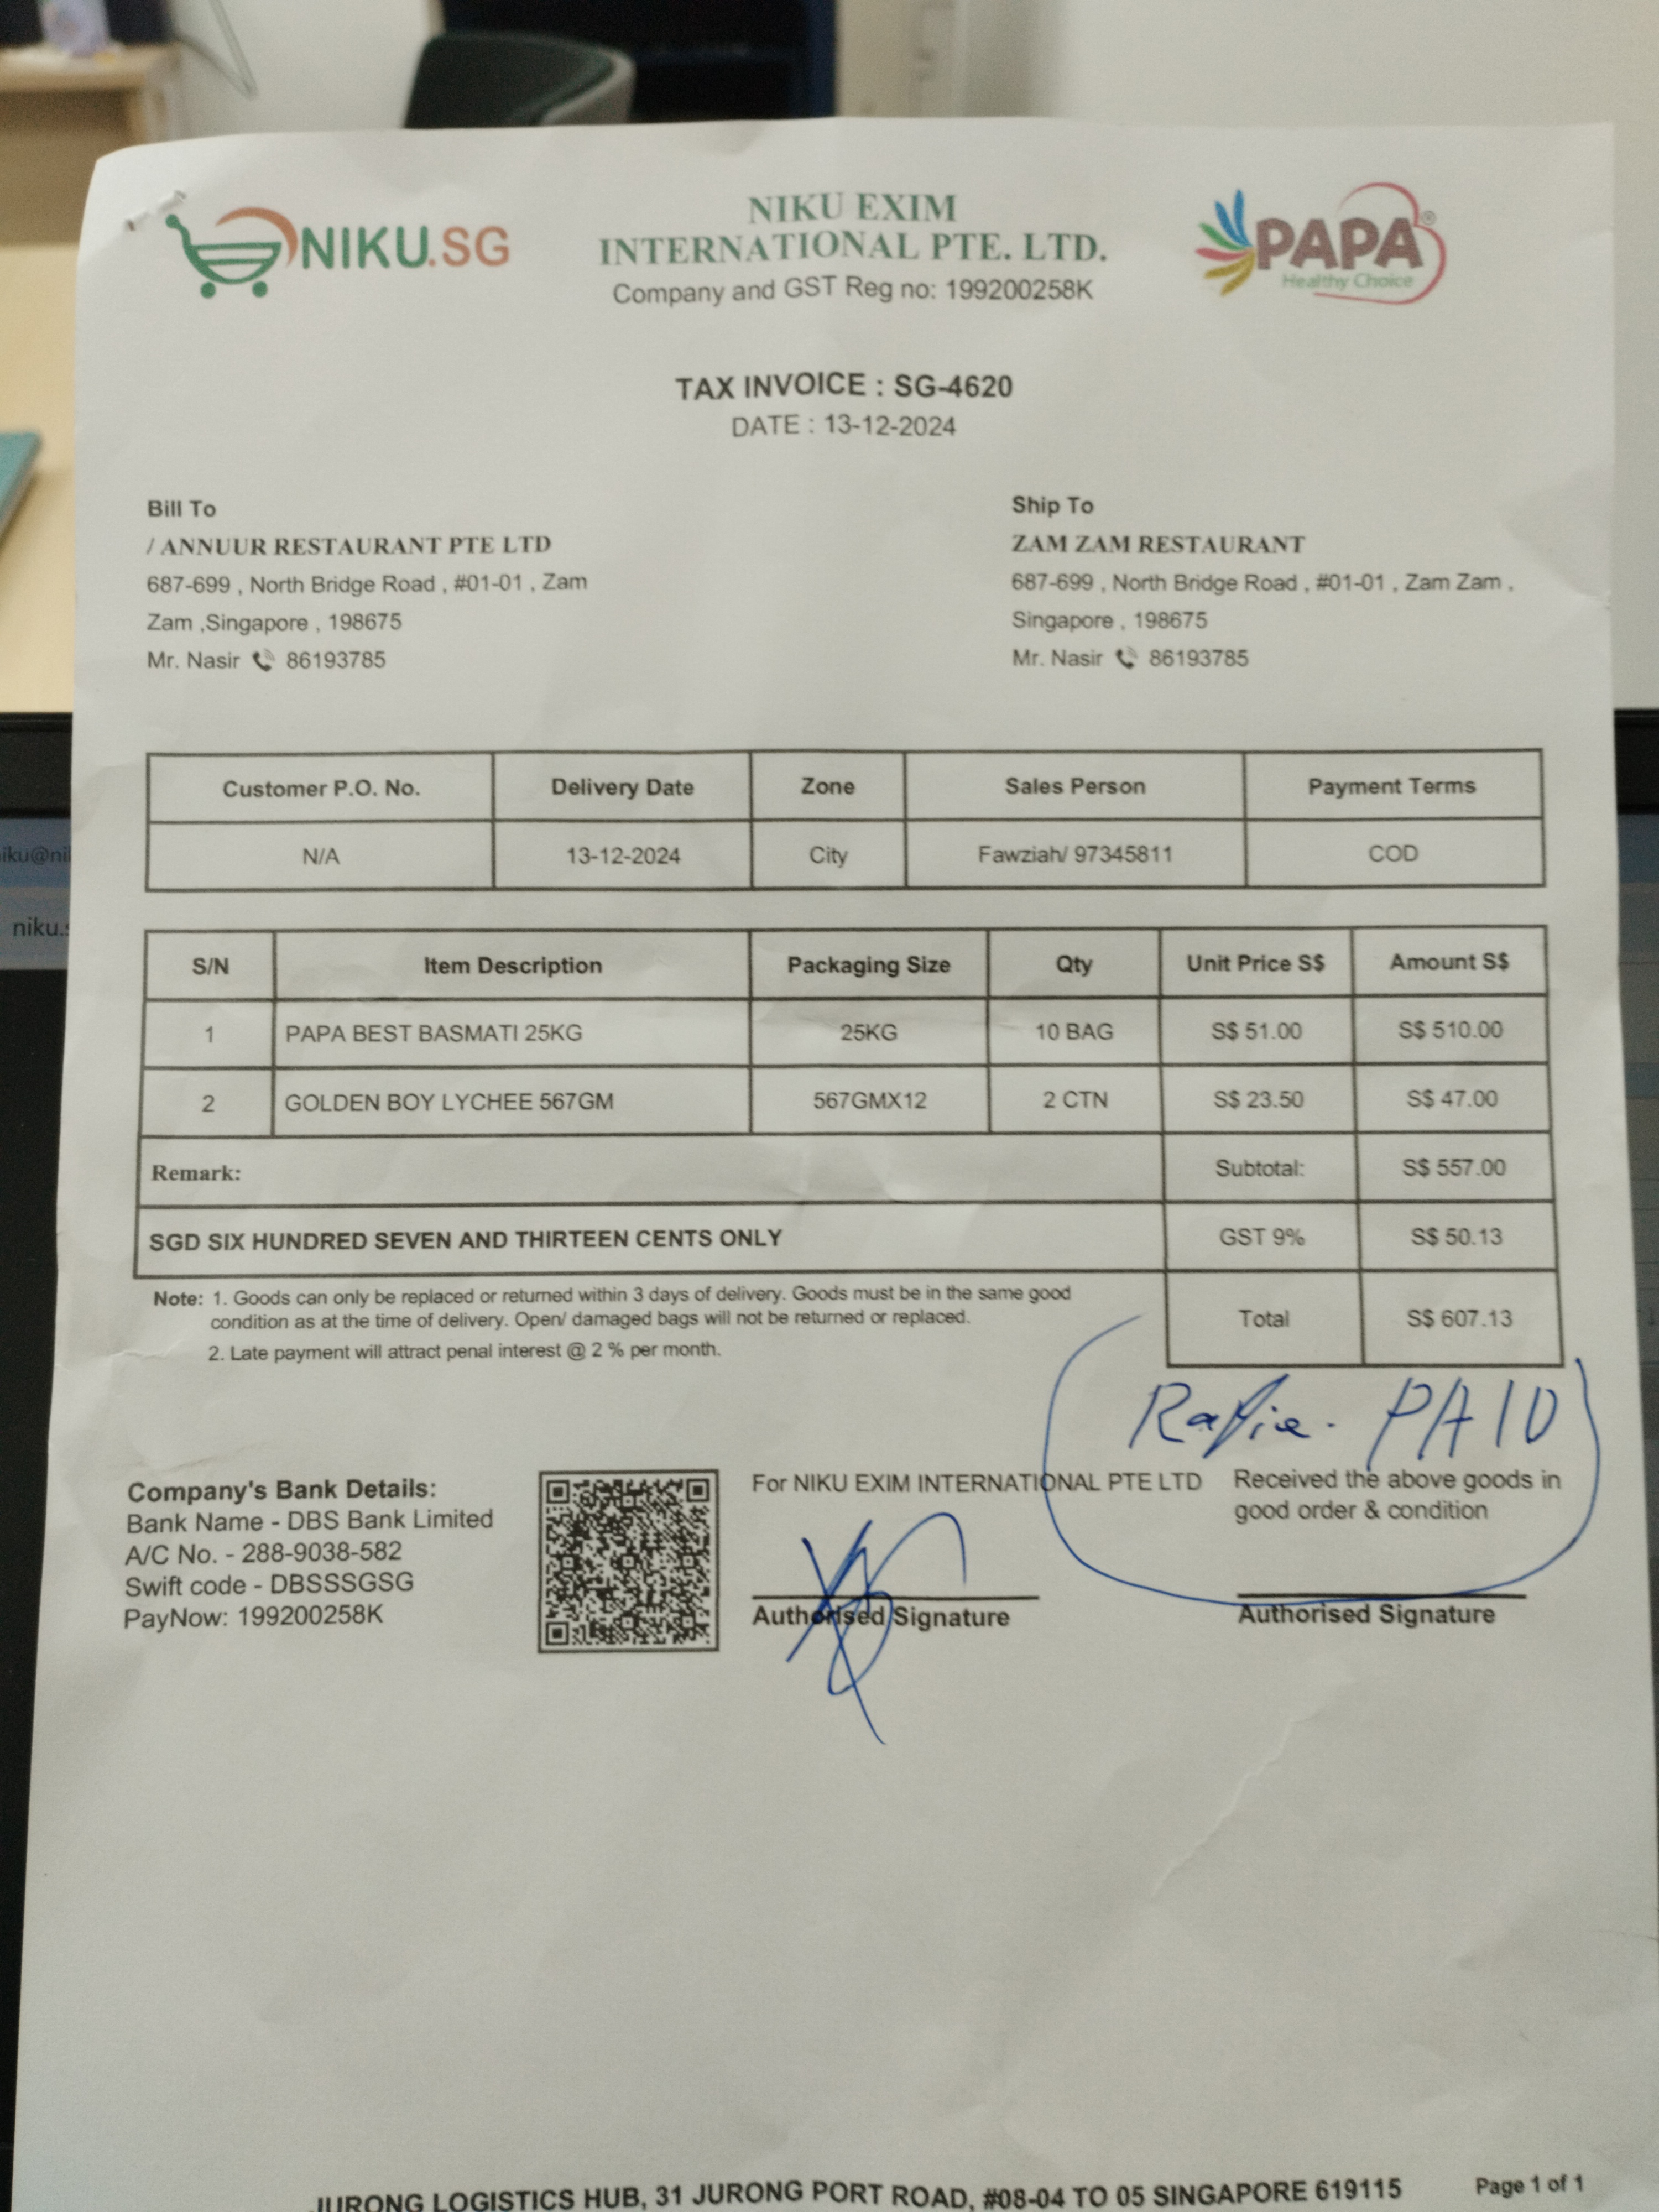 NIKU.SG
NIKU EXIM
INTERNATIONAL PTE. LTD.
Company and GST Reg no: 199200258K
PAPA®
Healthy Choice
TAX INVOICE : SG-4620
DATE : 13-12-2024
Bill To
/ ANNUUR RESTAURANT PTE LTD
687-699 , North Bridge Road , #01-01 , Zam
Zam ,Singapore , 198675
Mr. Nasir 86193785
Ship To
ZAM ZAM RESTAURANT
687-699 , North Bridge Road , #01-01 , Zam Zam ,
Singapore , 198675
Mr. Nasir 86193785
Customer P.O. No. Delivery Date Zone Sales Person Payment Terms
N/A 13-12-2024 City Fawziah/ 97345811 COD
S/N Item Description Packaging Size Qty Unit Price S$ Amount S$
1 PAPA BEST BASMATI 25KG 25KG 10 BAG S$ 51.00 S$ 510.00
2 GOLDEN BOY LYCHEE 567GM 567GMX12 2 CTN S$ 23.50 S$ 47.00
Remark: Subtotal: S$ 557.00
SGD SIX HUNDRED SEVEN AND THIRTEEN CENTS ONLY GST 9% S$ 50.13
Total S$ 607.13
Note: 1. Goods can only be replaced or returned within 3 days of delivery. Goods must be in the same good
condition as at the time of delivery. Open/ damaged bags will not be returned or replaced.
2. Late payment will attract penal interest @ 2 % per month.
PAID
Company's Bank Details:
Bank Name - DBS Bank Limited
A/C No. - 288-9038-582
Swift code - DBSSSGSG
PayNow: 199200258K
For NIKU EXIM INTERNATIONAL PTE LTD
Authorised Signature
Received the above goods in
good order & condition
Authorised Signature
JURONG LOGISTICS HUB, 31 JURONG PORT ROAD, #08-04 TO 05 SINGAPORE 619115
Page 1 of 1